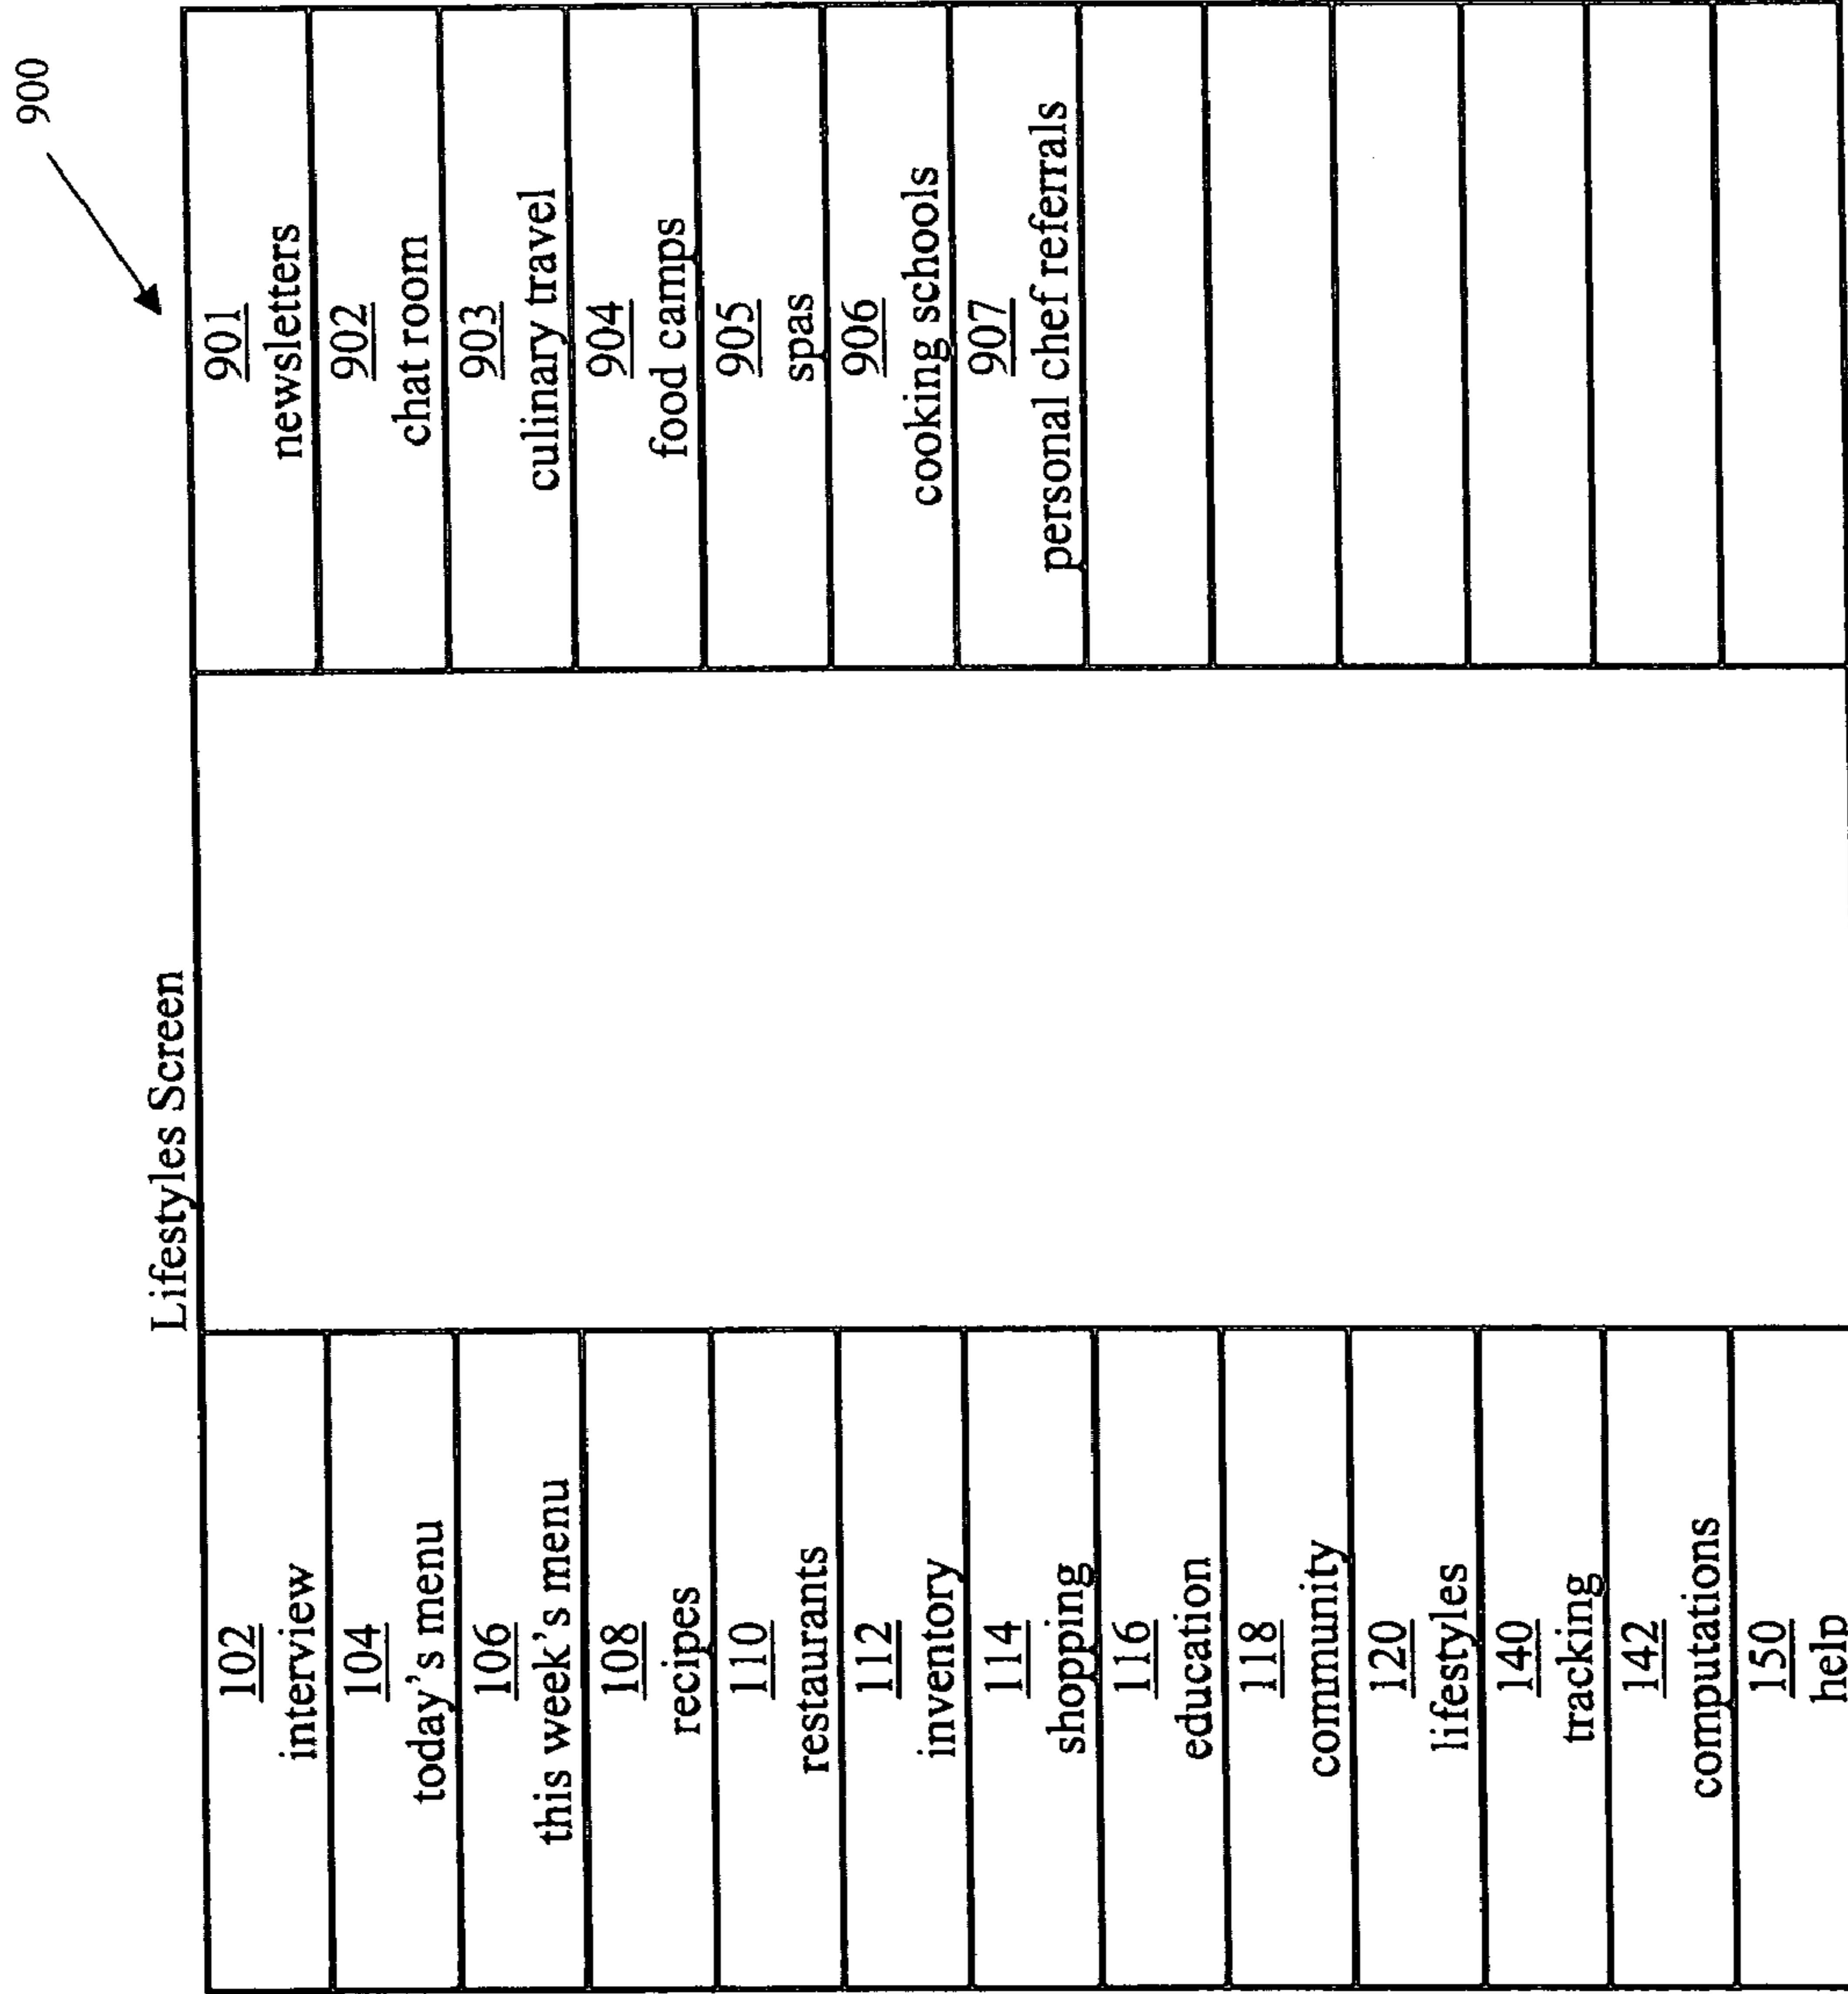 900
Lifestyles Screen
102
interview
104
today's menu
106
this week's menu
108
recipes
110
restaurants
112
inventory
114
shopping
116
education
118
community
120
lifestyles
140
tracking
142
computations
150
help
901
newsletters
902
chat room
903
culinary travel
904
food camps
905
spas
906
cooking schools
907
personal chef referrals